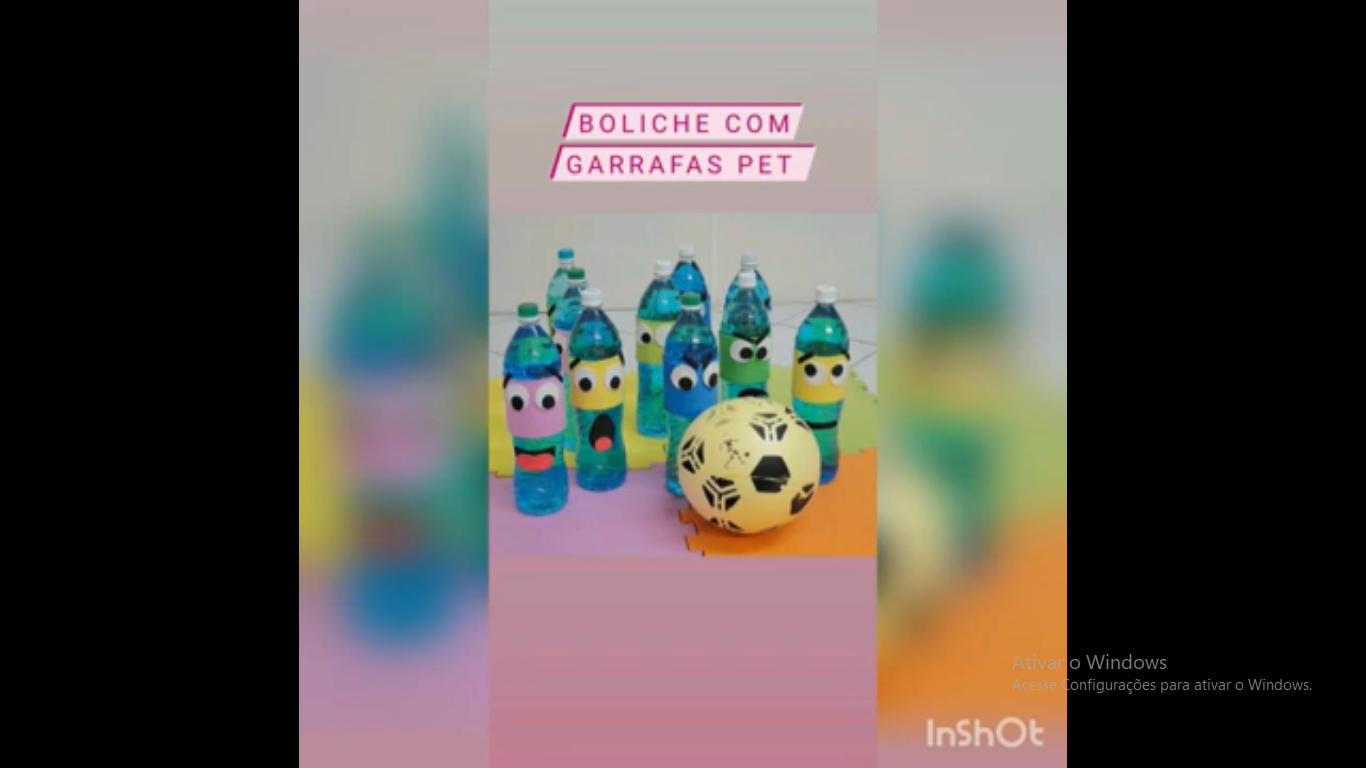 BOLICHE COM
GARRAFAS PET
Ativar o Windows
Acesse Configurações para ativar o Windows.
InShOt